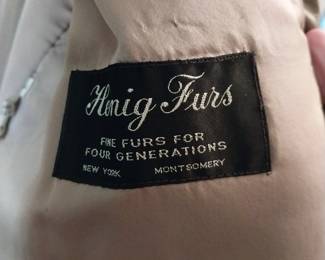 Honig Furs
FINE FURS FOR
FOUR GENERATIONS
NEW YORK MONTGOMERY